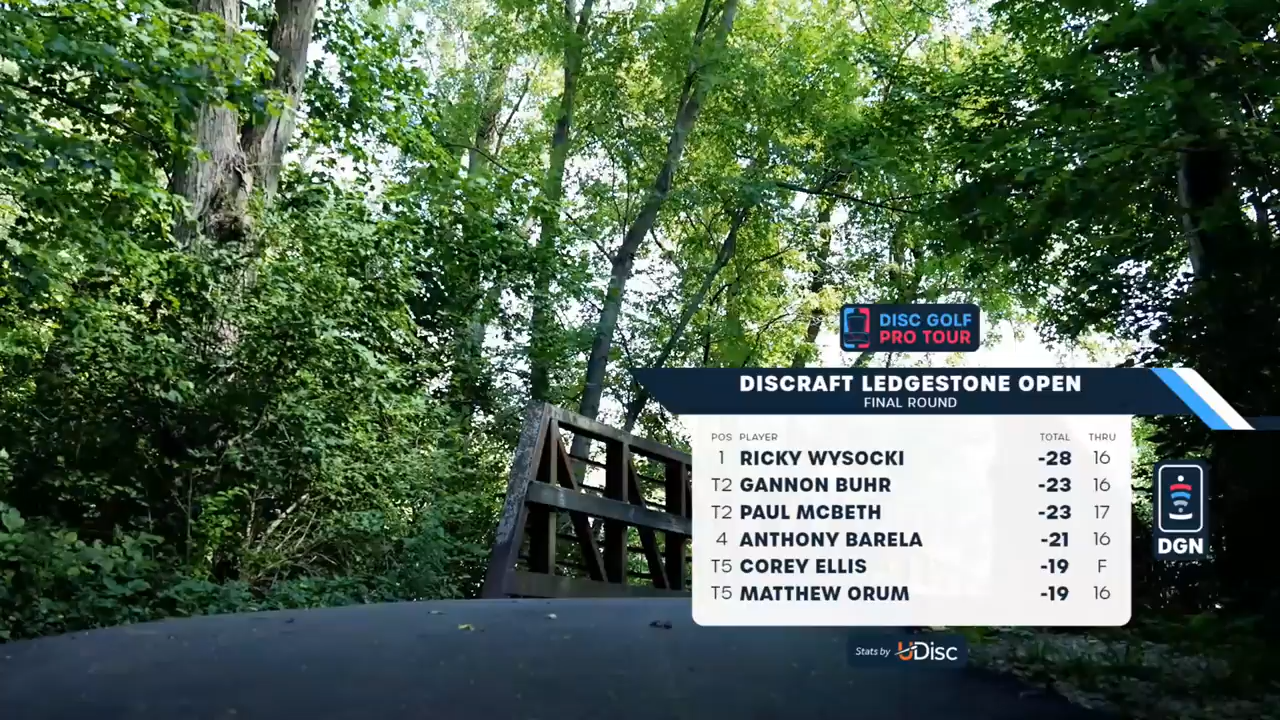 DISC GOLF
PRO TOUR
DISCRAFT LEDGESTONE OPEN
FINAL ROUND
POS PLAYER TOTAL THRU
1 RICKY WYSOCKI -28 16
T2 GANNON BUHR -23 16
T2 PAUL MCBETH -23 17
4 ANTHONY BARELA -21 16
T5 COREY ELLIS -19 F
T5 MATTHEW ORUM -19 16
DGN
Stats by UDisc